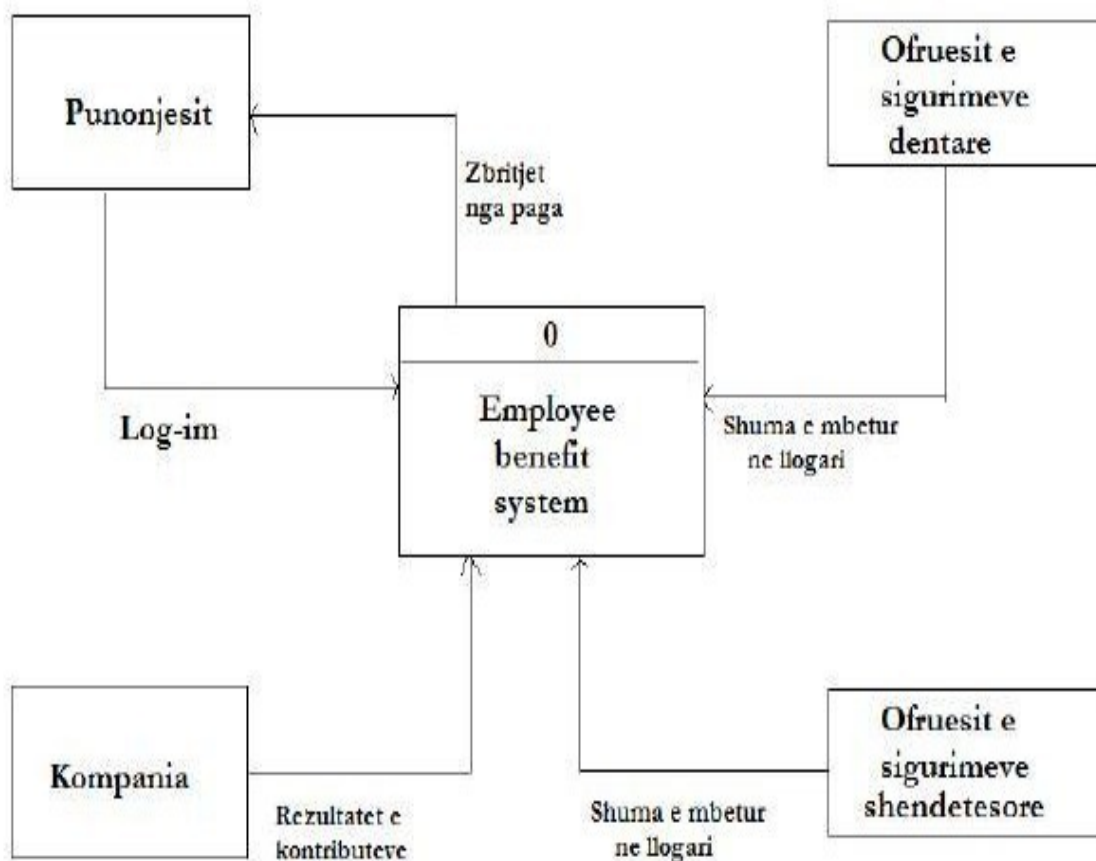 Punonjesit
Ofruesit e
sigurimeve
dentare
Zbritjet
nga paga
0
Employee
benefit
system
Log-im
Shuma e mbetur
ne llogari
Kompania
Rezultatet e
kontributeve
Shuma e mbetur
ne llogari
Ofruesit e
sigurimeve
shendetesore